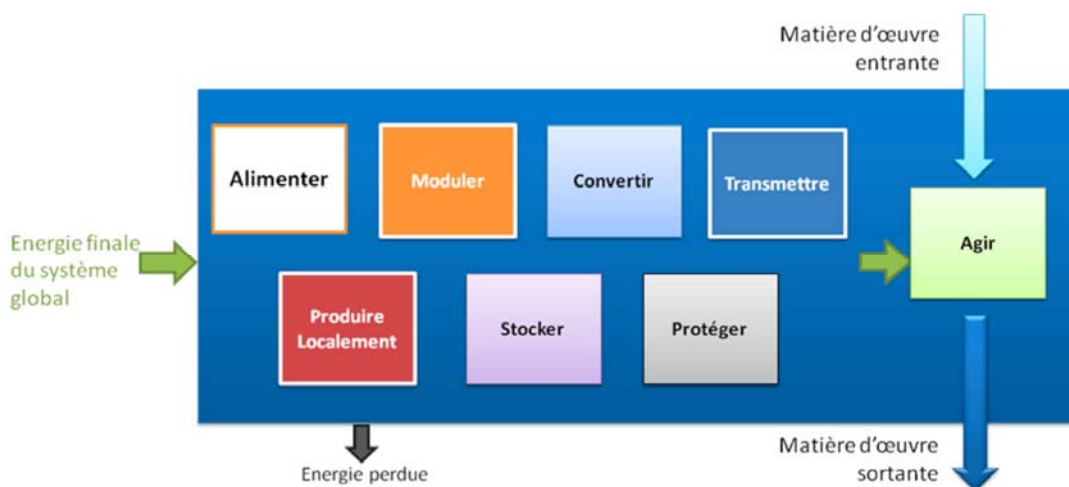 Matière d'œuvre
entrante
Alimenter
Moduler
Convertir
Transmettre
Energie finale
du système
global
Agir
Produire
Localement
Stocker
Protéger
Energie perdue
Matière d'œuvre
sortante